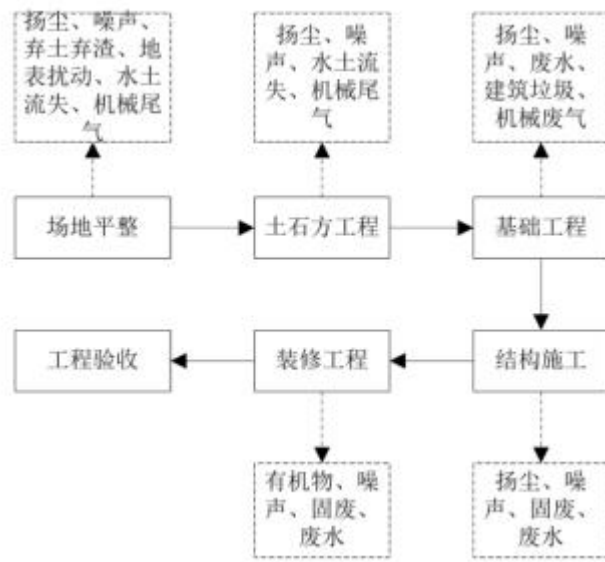 扬尘、噪声、
弃土弃渣、地
表扰动、水土
流失、机械尾
气
扬尘、噪
声、水土流
失、机械尾
气
扬尘、噪
声、废水、
建筑垃圾、
机械废气
场地平整
土石方工程
基础工程
工程验收
装修工程
结构施工
有机物、噪
声、固废、
废水
扬尘、噪
声、固废、
废水